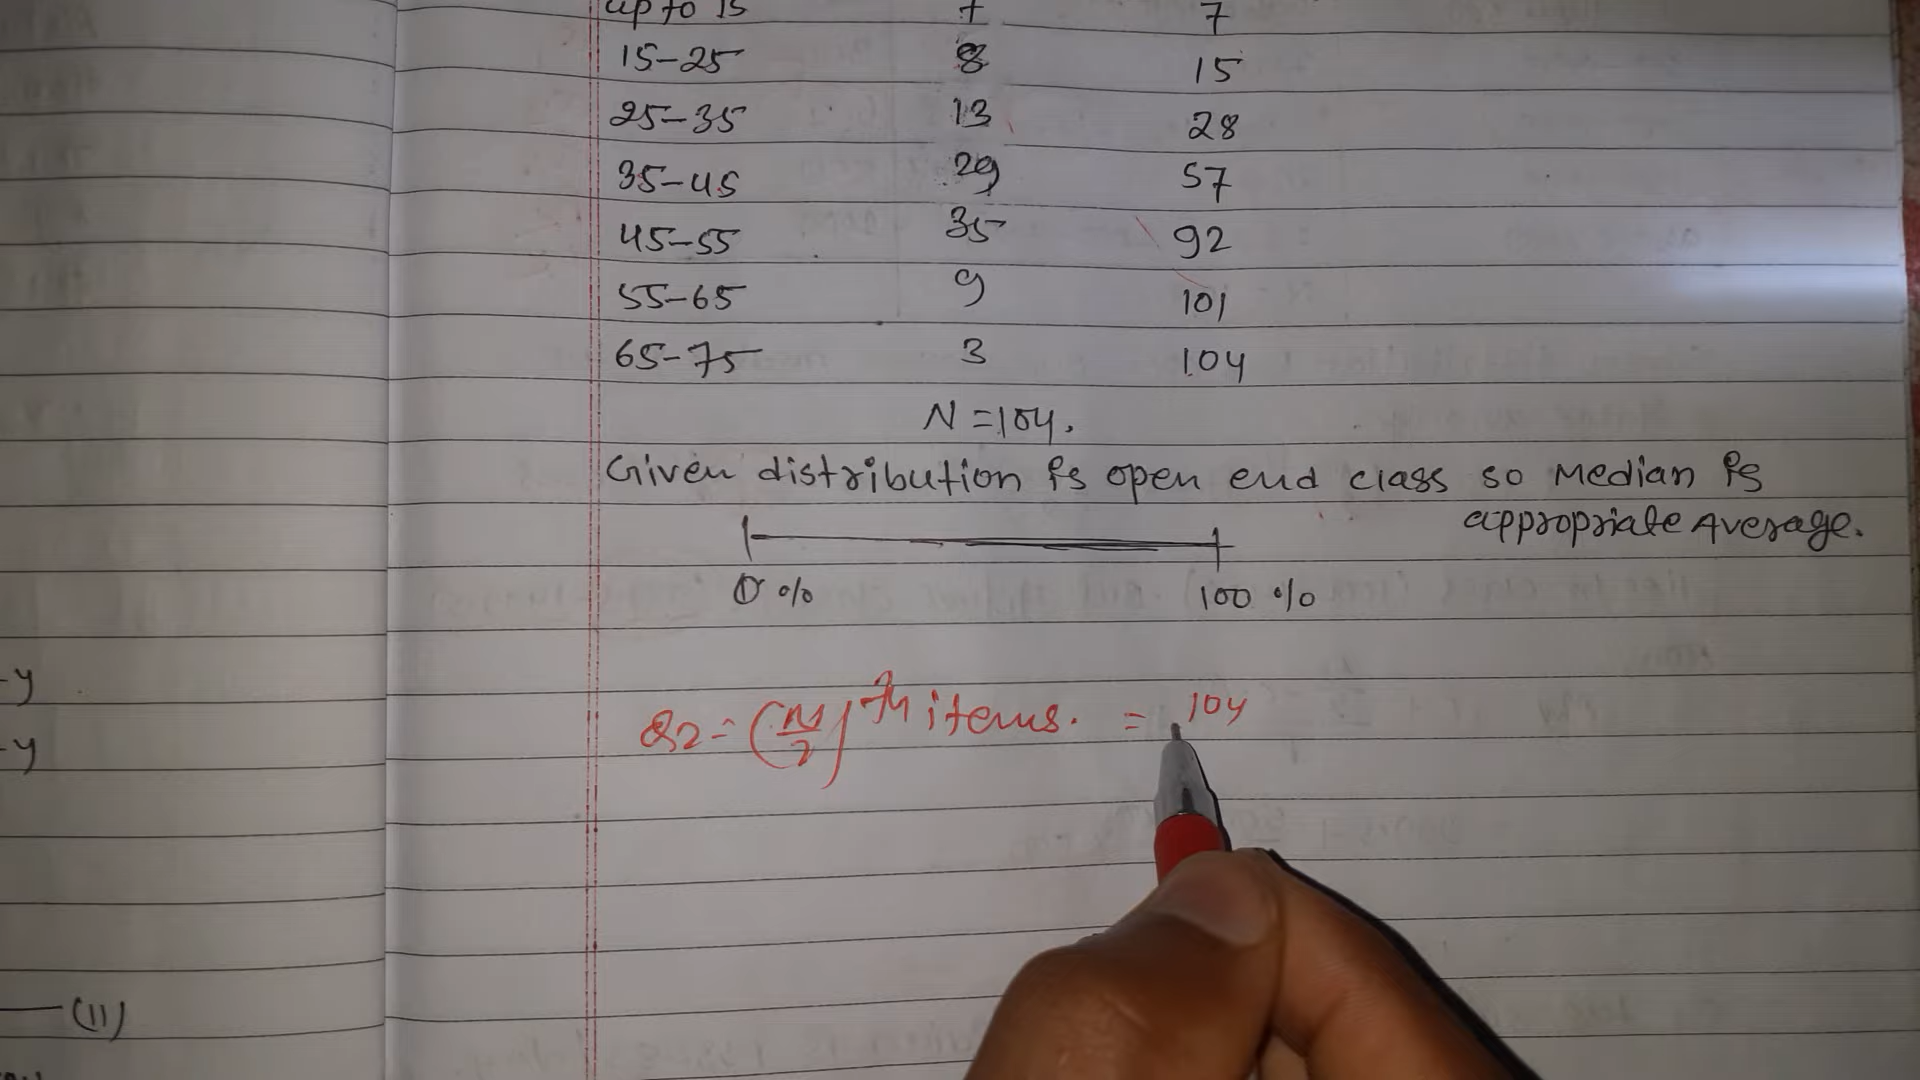 up to 15 7 7
15-25 8 15
25-35 13 28
35-45 29 57
45-55 35 92
55-65 9 101
65-75 3 104
N = 104.
Given distribution is open end class so Median is
appropriate Average.
0 % 100 %
Q2 = (N/2)th items. = 104
-y
-y
(11)